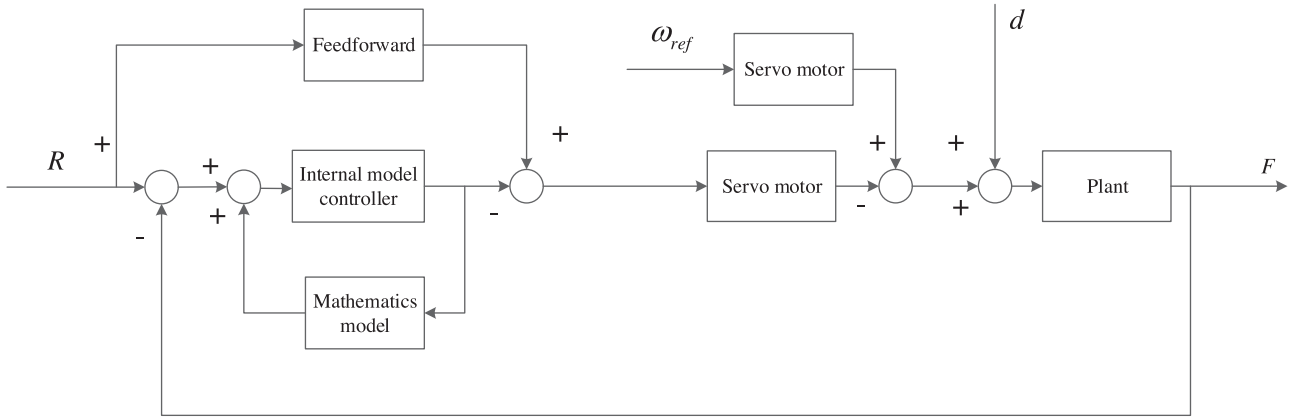 Feedforward
ω_ref
Servo motor
d
+
+
+
+
R
+
Internal model
controller
+
-
Servo motor
-
+
Plant
F
-
Mathematics
model